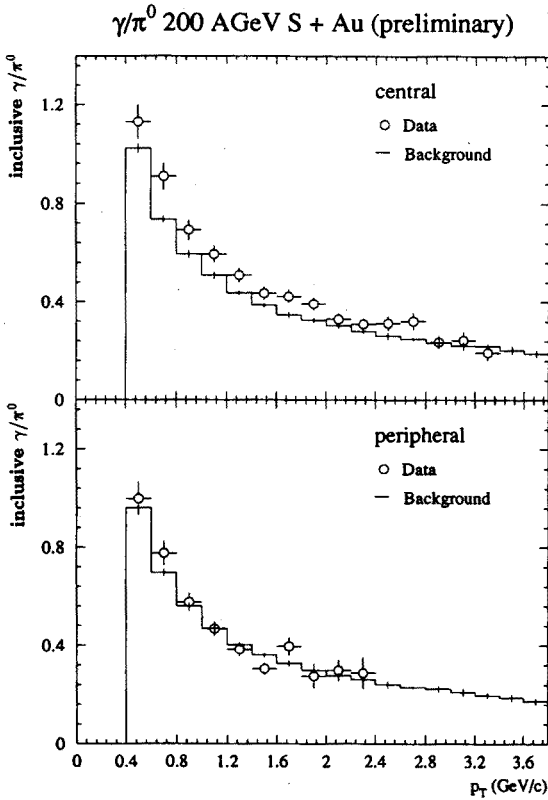 γ/π⁰ 200 AGeV S + Au (preliminary)
inclusive γ/π⁰
1.2
0.8
0.4
0
central
Data
Background
inclusive γ/π⁰
1.2
0.8
0.4
0
peripheral
Data
Background
0 0.4 0.8 1.2 1.6 2 2.4 2.8 3.2 3.6
p_T (GeV/c)